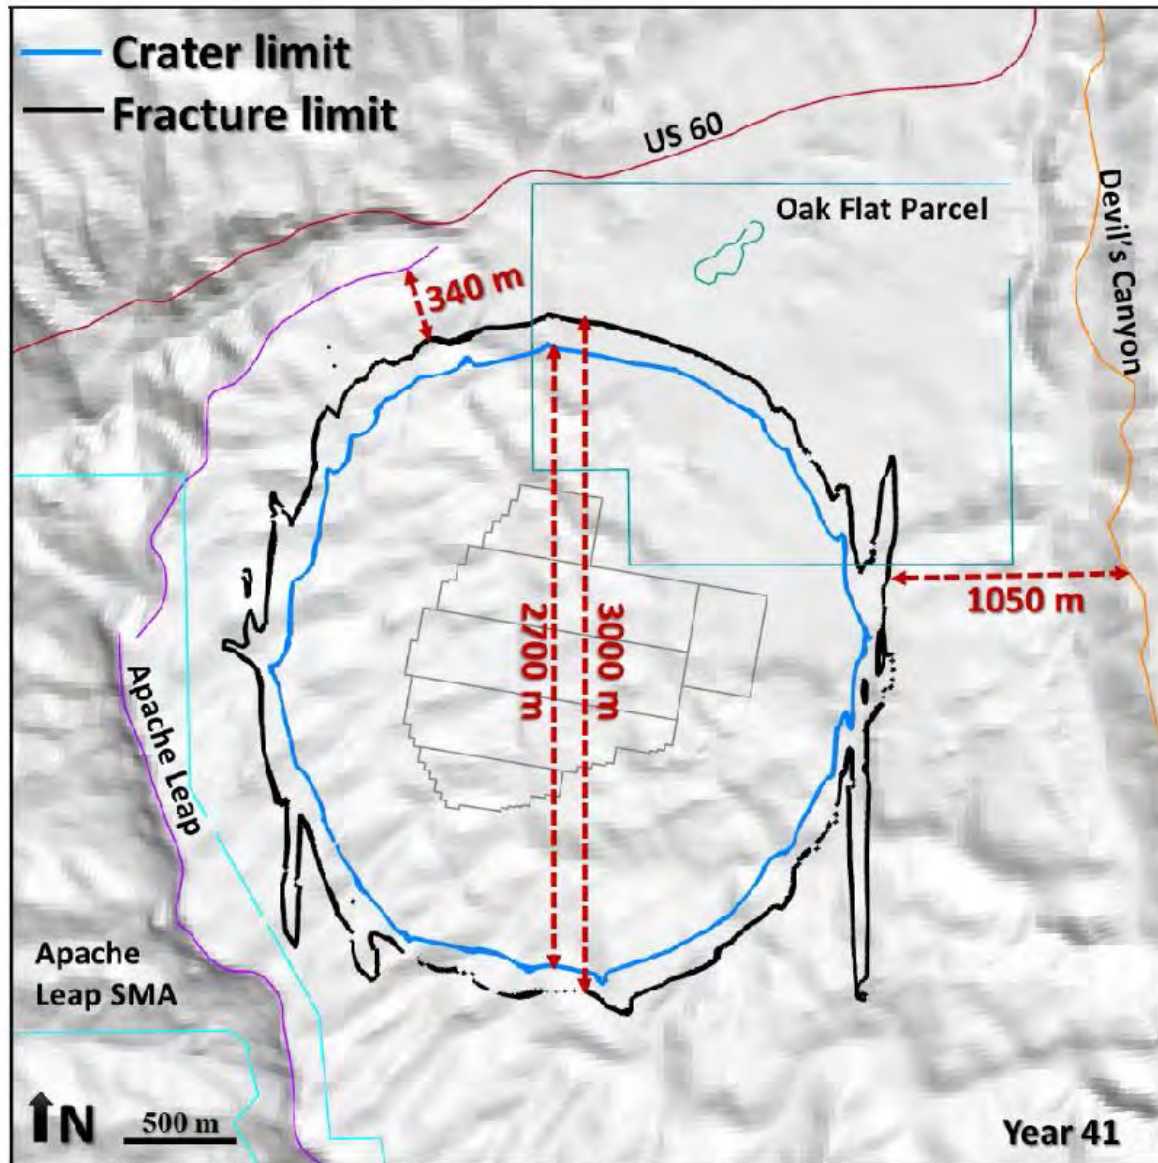 Crater limit
Fracture limit
US 60
Oak Flat Parcel
Devil's Canyon
340 m
2700 m
3000 m
1050 m
Apache Leap
Apache
Leap SMA
N
500 m
Year 41